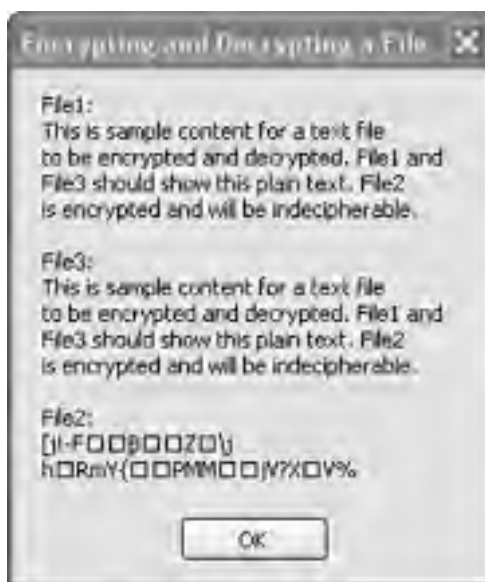 Encrypting and Decrypting a File
File1:
This is sample content for a text file
to be encrypted and decrypted. File1 and
File3 should show this plain text. File2
is encrypted and will be indecipherable.
File3:
This is sample content for a text file
to be encrypted and decrypted. File1 and
File3 should show this plain text. File2
is encrypted and will be indecipherable.
File2:
OK